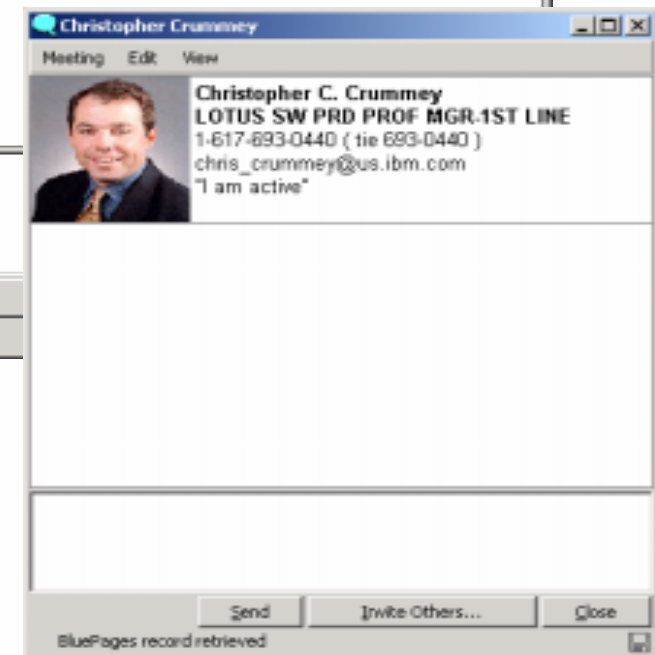 Christopher Crummey
Meeting Edit View
Christopher C. Crummey
LOTUS SW PRD PROF MGR-1ST LINE
1-617-693-0440 ( tie 693-0440 )
chris_crummey@us.ibm.com
"I am active"
Send Invite Others... Close
BluePages record retrieved